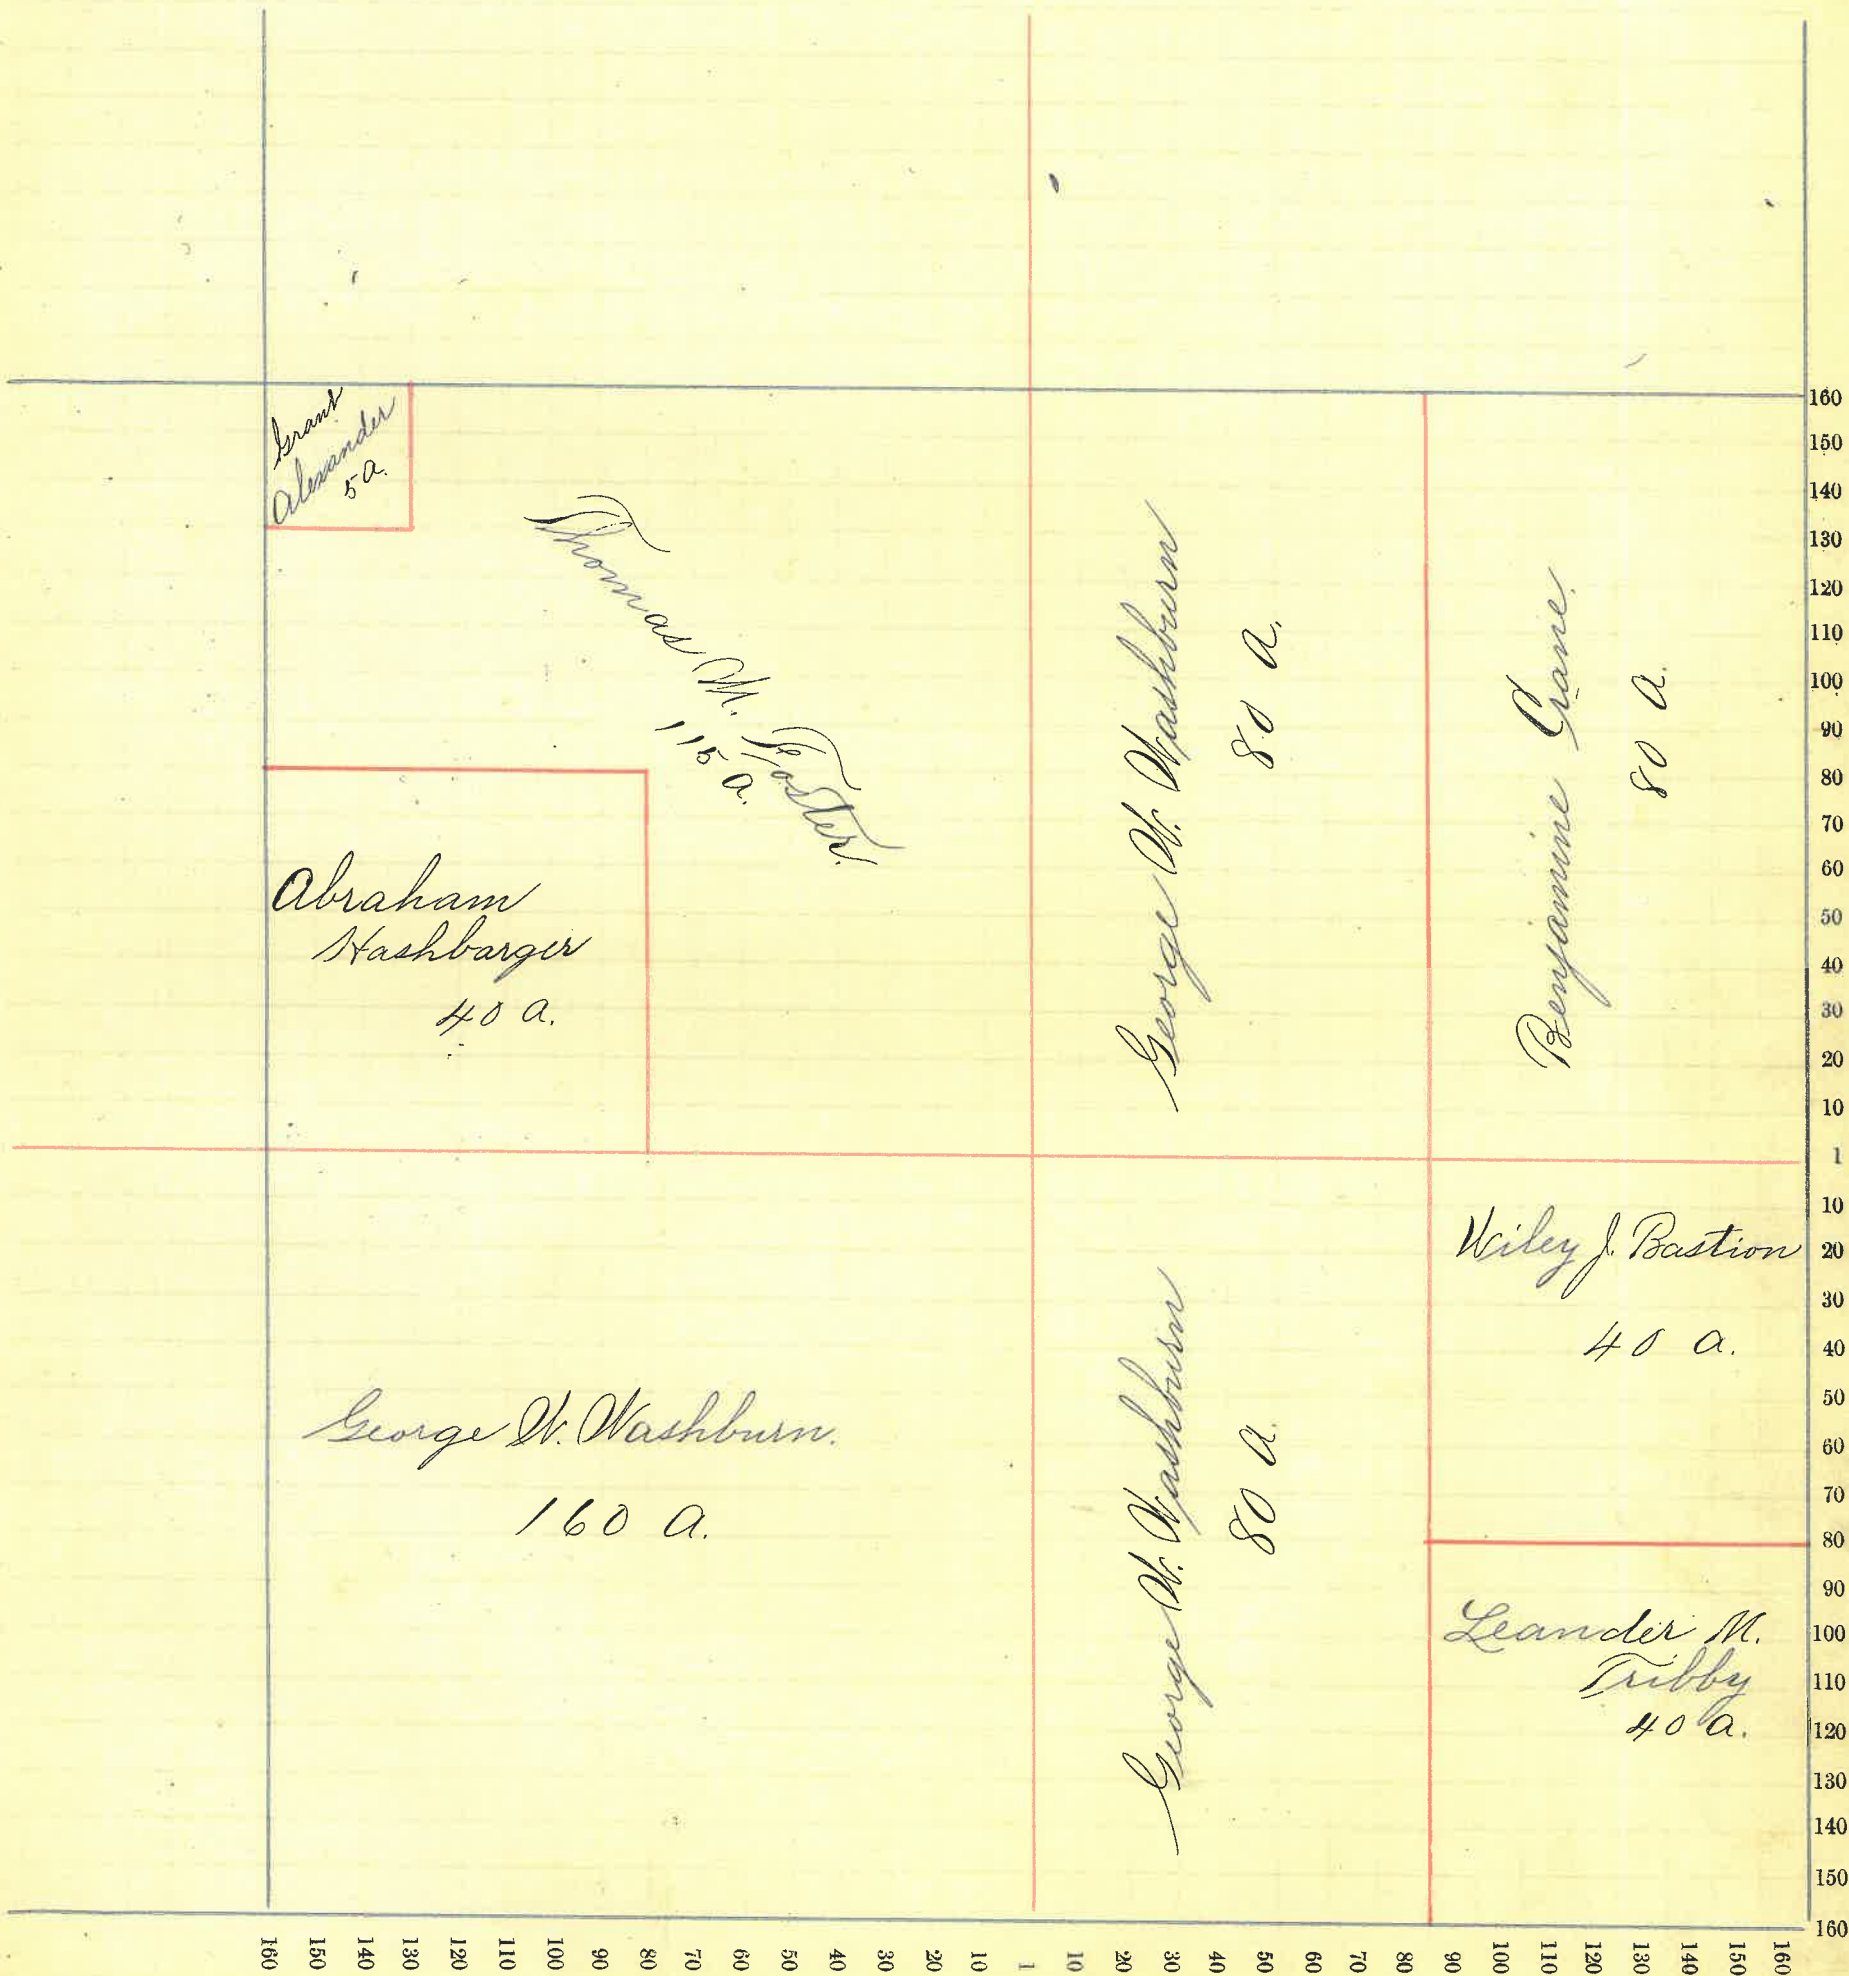 Grant
Alexander
5 a.
Thomas M. Foster.
115 a.
Abraham
Hashbarger
40 a.
George W. Washburn
80 a.
Benjamine Crane.
80 a.
George W. Washburn.
160 a.
George W. Washburn
80 a.
Wiley J. Bastion
40 a.
Leander M.
Tribby
40 a.
160
150
140
130
120
110
100
90
80
70
60
50
40
30
20
10
1
10
20
30
40
50
60
70
80
90
100
110
120
130
140
150
160
160 150 140 130 120 110 100 90 80 70 60 50 40 30 20 10 1 10 20 30 40 50 60 70 80 90 100 110 120 130 140 150 160